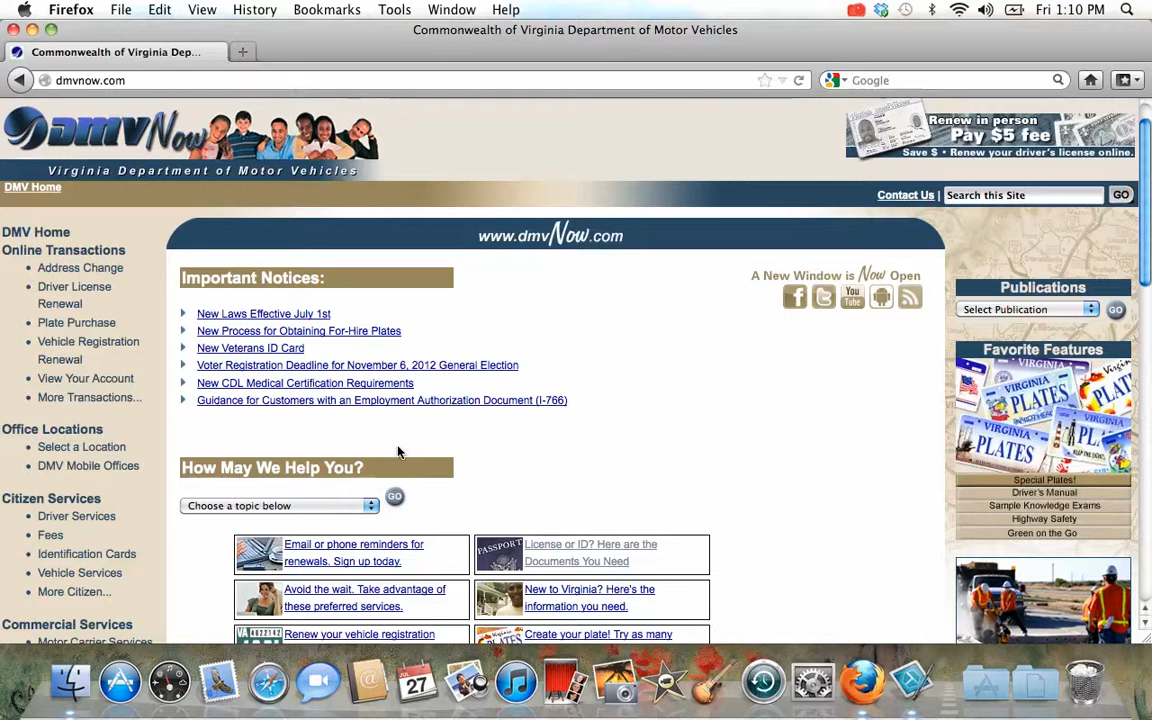 Firefox File Edit View History Bookmarks Tools Window Help Fri 1:10 PM
Commonwealth of Virginia Department of Motor Vehicles
Commonwealth of Virginia Dep...
dmvnow.com Google
DMVNow
Virginia Department of Motor Vehicles
Renew in person
Pay $5 fee
Save $ • Renew your driver's license online.
DMV Home
Contact Us | Search this Site GO
DMV Home
Online Transactions
Address Change
Driver License
Renewal
Plate Purchase
Vehicle Registration
Renewal
View Your Account
More Transactions...
Office Locations
Select a Location
DMV Mobile Offices
Citizen Services
Driver Services
Fees
Identification Cards
Vehicle Services
More Citizen...
Commercial Services
Motor Carrier Services
www.dmvNow.com
Important Notices:
New Laws Effective July 1st
New Process for Obtaining For-Hire Plates
New Veterans ID Card
Voter Registration Deadline for November 6, 2012 General Election
New CDL Medical Certification Requirements
Guidance for Customers with an Employment Authorization Document (I-766)
A New Window is Now Open
You
Tube
How May We Help You?
Choose a topic below GO
Email or phone reminders for
renewals. Sign up today.
PASSPORT
License or ID? Here are the
Documents You Need
Avoid the wait. Take advantage of
these preferred services.
New to Virginia? Here's the
information you need.
Renew your vehicle registration
Create your plate! Try as many
Publications
Select Publication GO
Favorite Features
VIRGINIA
PLATES
VIRGINIA
PLATES
VIRGINIA
PLATES
Special Plates!
Driver's Manual
Sample Knowledge Exams
Highway Safety
Green on the Go
27